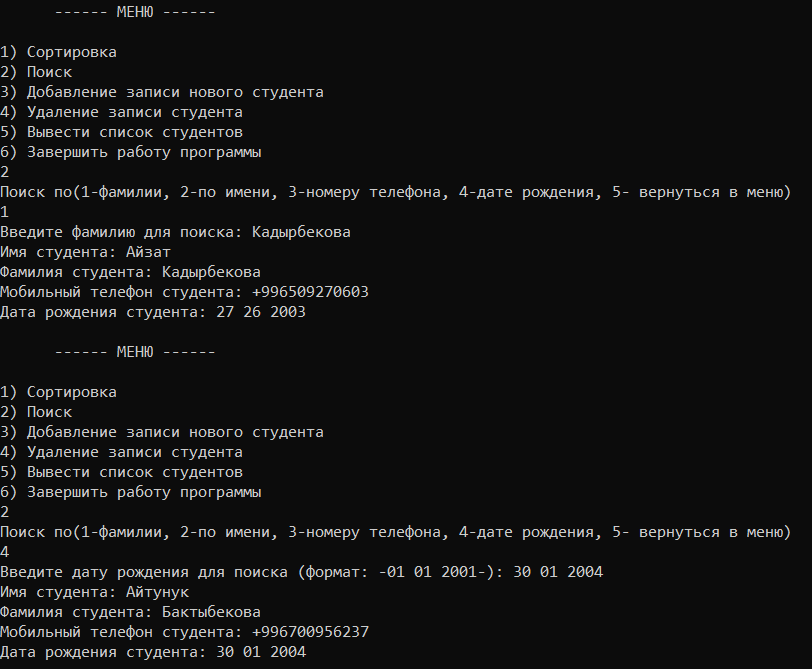 ------ МЕНЮ ------
1) Сортировка
2) Поиск
3) Добавление записи нового студента
4) Удаление записи студента
5) Вывести список студентов
6) Завершить работу программы
2
Поиск по(1-фамилии, 2-по имени, 3-номеру телефона, 4-дате рождения, 5- вернуться в меню)
1
Введите фамилию для поиска: Кадырбекова
Имя студента: Айзат
Фамилия студента: Кадырбекова
Мобильный телефон студента: +996509270603
Дата рождения студента: 27 26 2003
------ МЕНЮ ------
1) Сортировка
2) Поиск
3) Добавление записи нового студента
4) Удаление записи студента
5) Вывести список студентов
6) Завершить работу программы
2
Поиск по(1-фамилии, 2-по имени, 3-номеру телефона, 4-дате рождения, 5- вернуться в меню)
4
Введите дату рождения для поиска (формат: -01 01 2001-): 30 01 2004
Имя студента: Айтунук
Фамилия студента: Бактыбекова
Мобильный телефон студента: +996700956237
Дата рождения студента: 30 01 2004